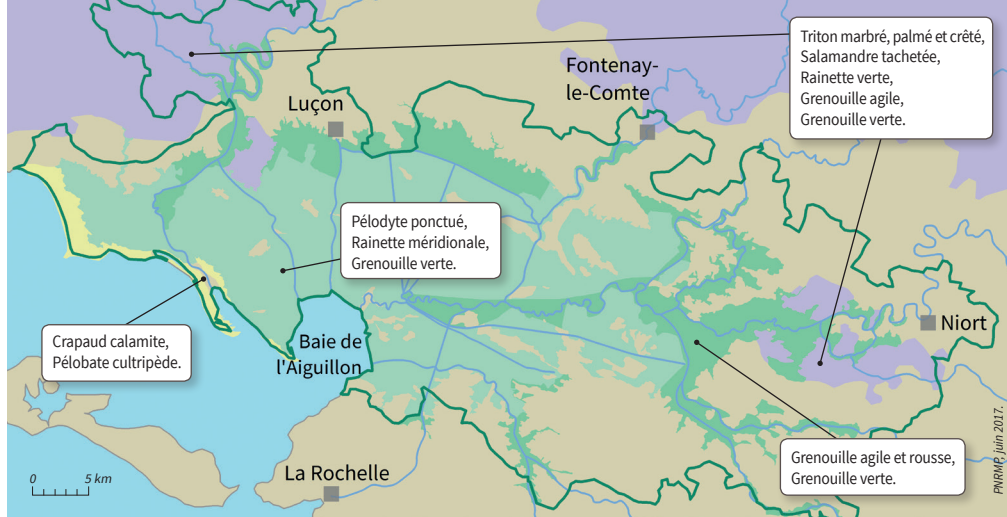 Triton marbré, palmé et crêté,
Salamandre tachetée,
Rainette verte,
Grenouille agile,
Grenouille verte.
Fontenay-
le-Comte
Luçon
Pélodyte ponctué,
Rainette méridionale,
Grenouille verte.
Crapaud calamite,
Pélobate cultripède.
Baie de
l'Aiguillon
Niort
Grenouille agile et rousse,
Grenouille verte.
La Rochelle
0 5 km
PNRMP, juin 2017.